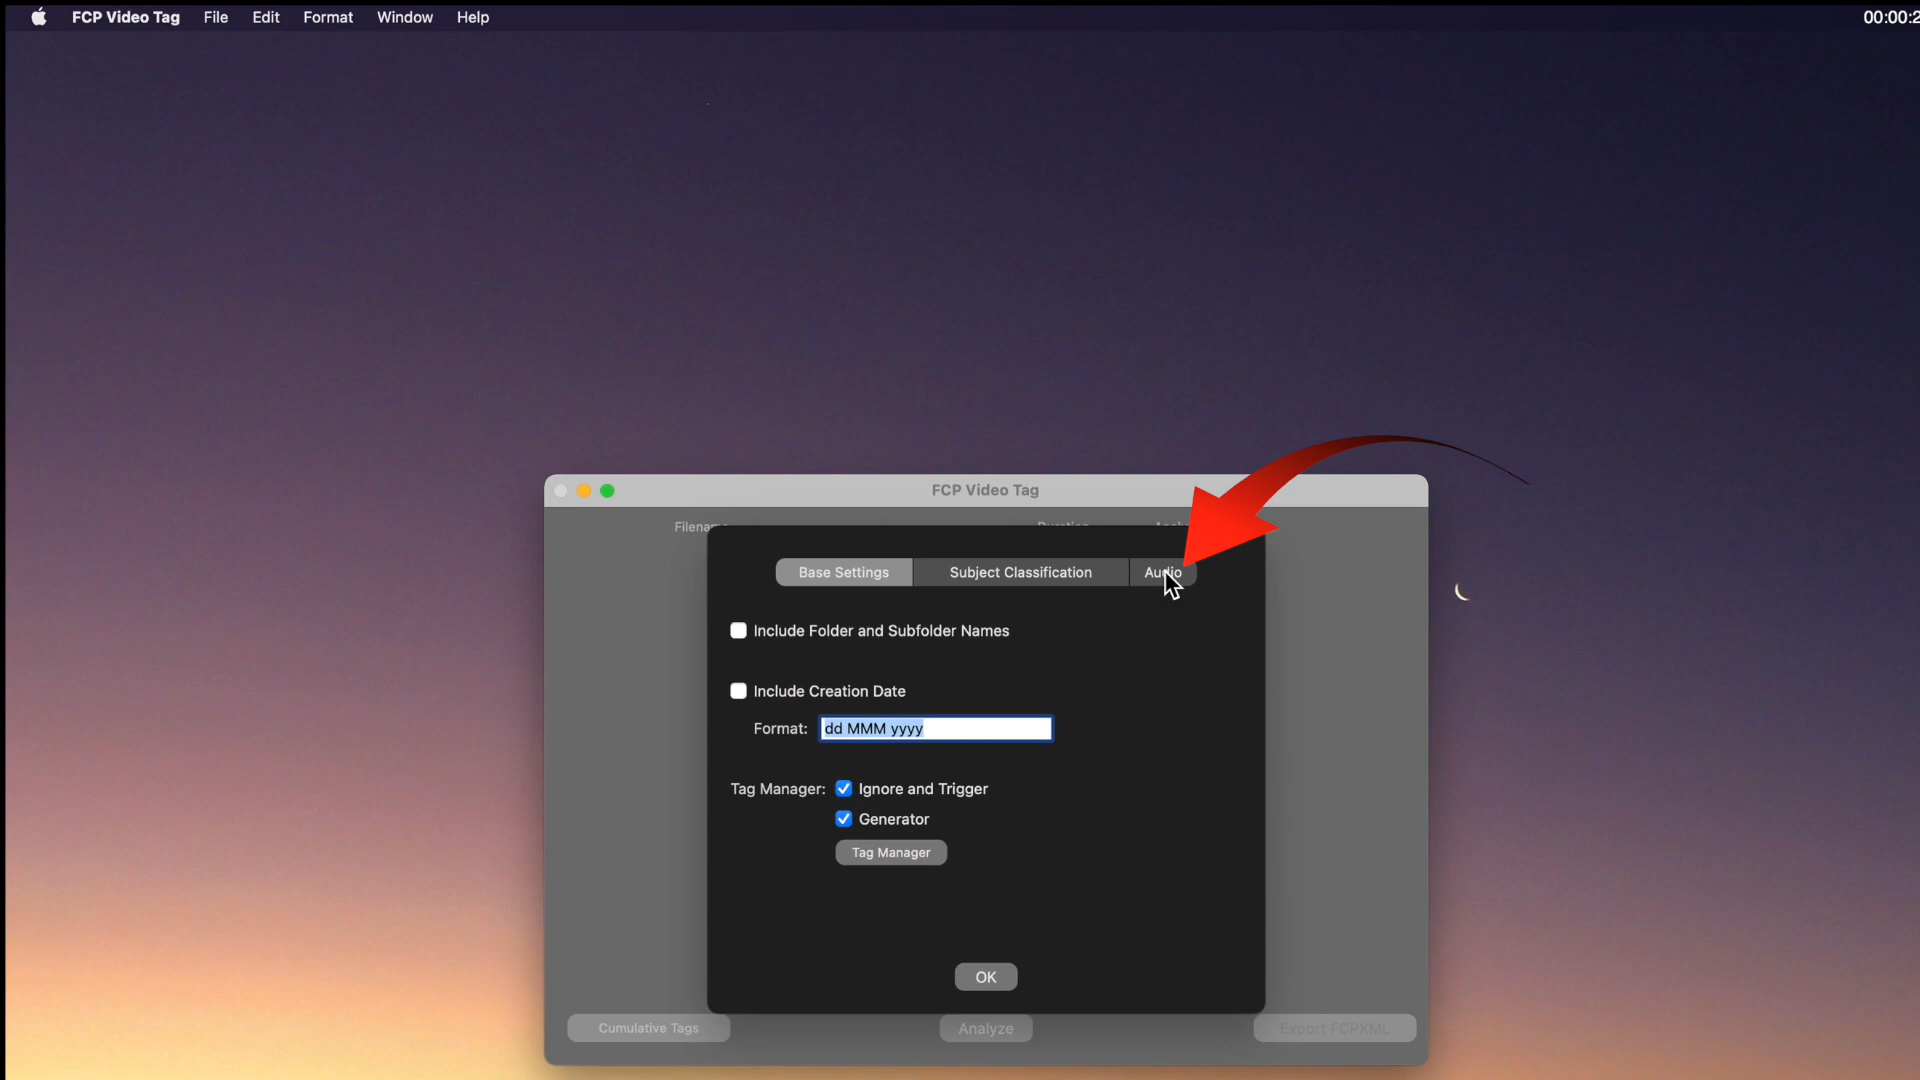 FCP Video Tag File Edit Format Window Help 00:00:2
FCP Video Tag
Base Settings Subject Classification Audio
Include Folder and Subfolder Names
Include Creation Date
Format: dd MMM yyyy
Tag Manager: Ignore and Trigger
Generator
Tag Manager
OK
Cumulative Tags Analyze Export FCPXML